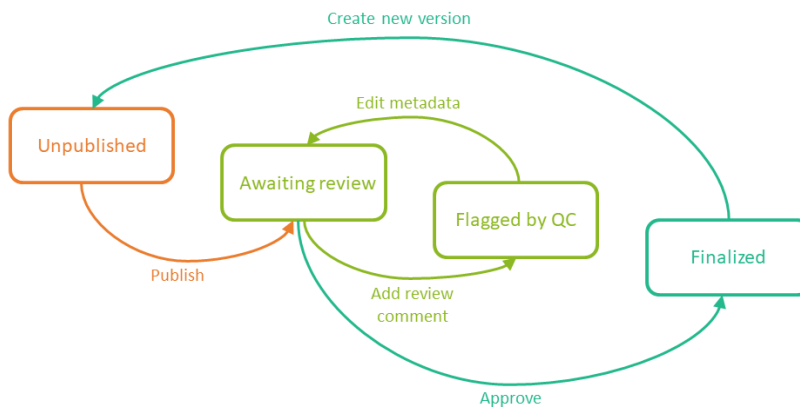 Create new version
Edit metadata
Unpublished
Awaiting review
Flagged by QC
Finalized
Publish
Add review
comment
Approve